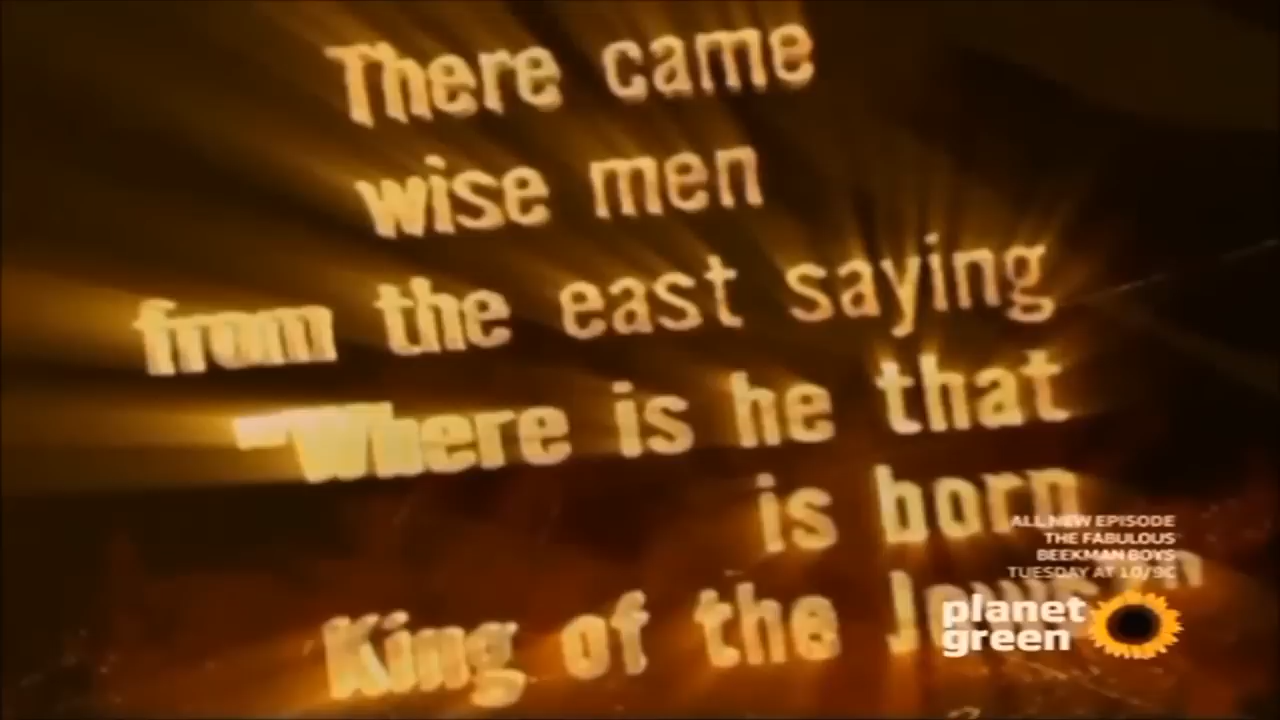 There came
wise men
from the east saying
"Where is he that
is born
King of the
ALL NEW EPISODE
THE FABULOUS
BEEKMAN BOYS
TUESDAY AT 10/9C
planet
green